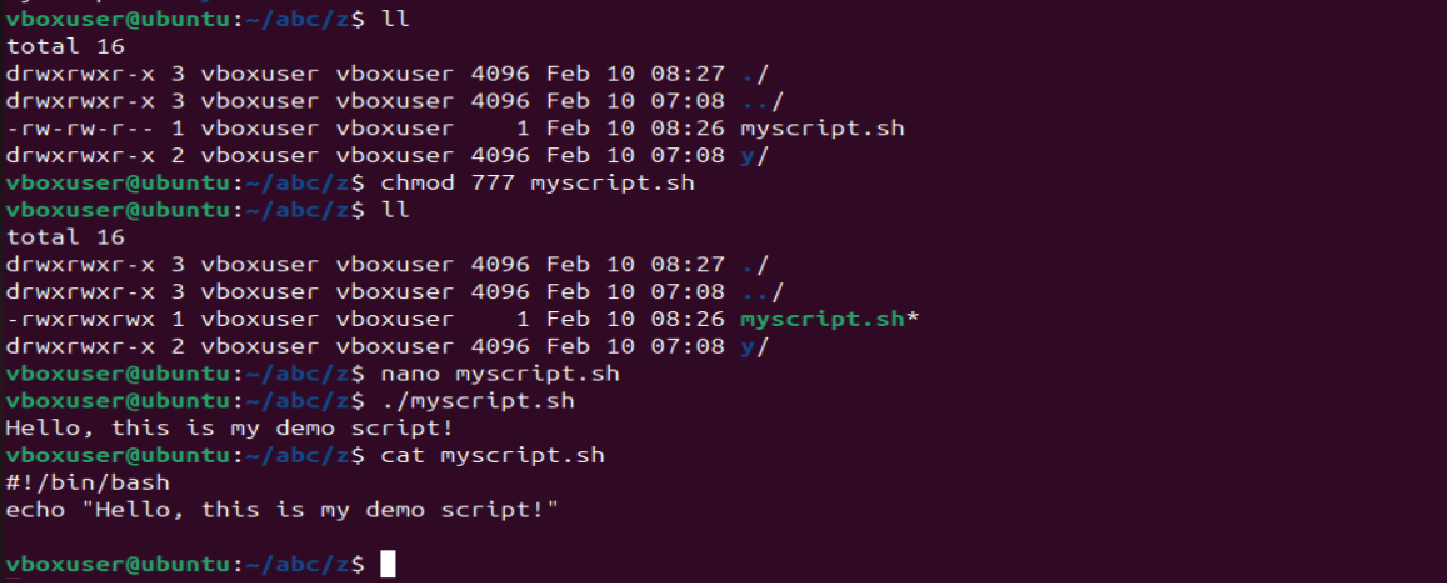 vboxuser@ubuntu:~/abc/z$ ll
total 16
drwxrwxr-x 3 vboxuser vboxuser 4096 Feb 10 08:27 ./
drwxrwxr-x 3 vboxuser vboxuser 4096 Feb 10 07:08 ../
-rw-rw-r-- 1 vboxuser vboxuser    1 Feb 10 08:26 myscript.sh
drwxrwxr-x 2 vboxuser vboxuser 4096 Feb 10 07:08 y/
vboxuser@ubuntu:~/abc/z$ chmod 777 myscript.sh
vboxuser@ubuntu:~/abc/z$ ll
total 16
drwxrwxr-x 3 vboxuser vboxuser 4096 Feb 10 08:27 ./
drwxrwxr-x 3 vboxuser vboxuser 4096 Feb 10 07:08 ../
-rwxrwxrwx 1 vboxuser vboxuser    1 Feb 10 08:26 myscript.sh*
drwxrwxr-x 2 vboxuser vboxuser 4096 Feb 10 07:08 y/
vboxuser@ubuntu:~/abc/z$ nano myscript.sh
vboxuser@ubuntu:~/abc/z$ ./myscript.sh
Hello, this is my demo script!
vboxuser@ubuntu:~/abc/z$ cat myscript.sh
#!/bin/bash
echo "Hello, this is my demo script!"

vboxuser@ubuntu:~/abc/z$